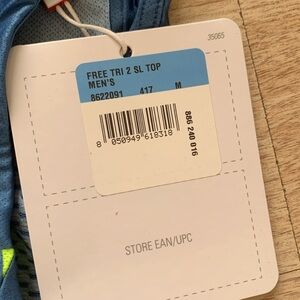 35065
FREE TRI 2 SL TOP
MEN'S
8622091 417 M
8 050949 618318
886 240 016
STORE EAN/UPC